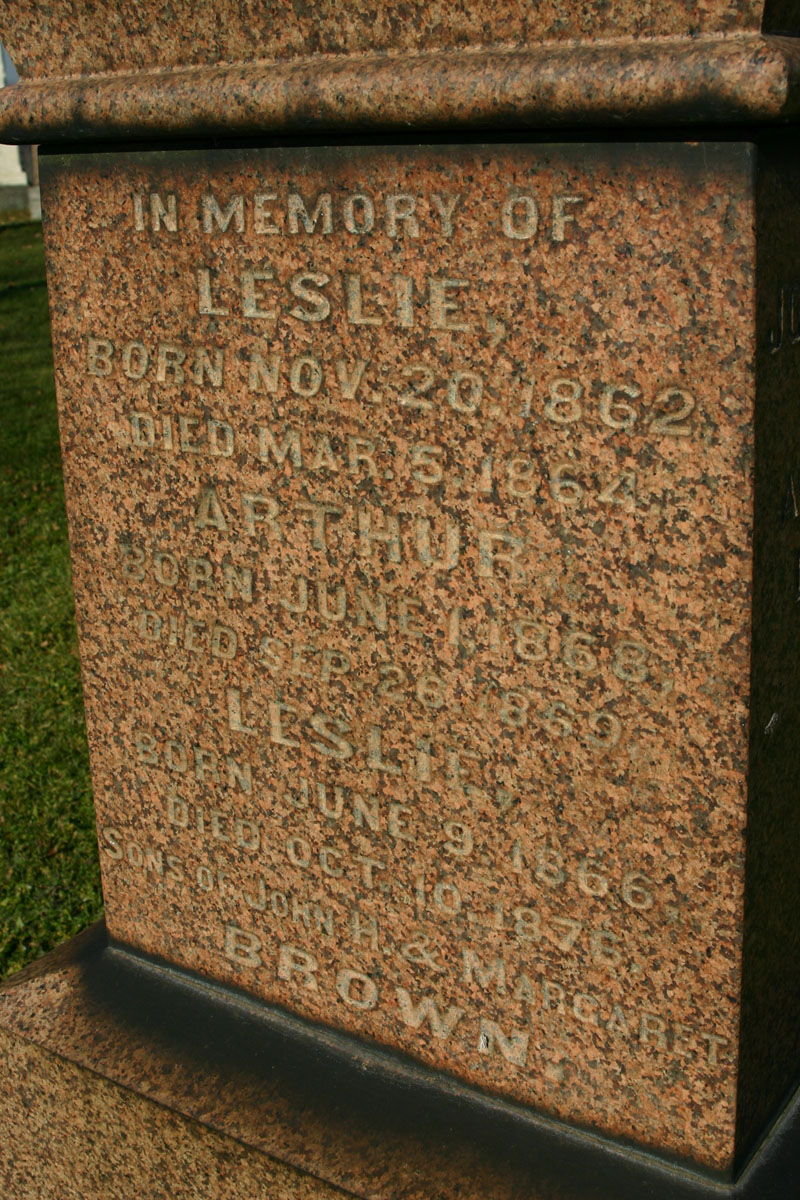 IN MEMORY OF
LESLIE,
BORN NOV. 20. 1862,
DIED MAR. 5. 1864.
ARTHUR
BORN JUNE 1. 1868,
DIED SEP. 26. 1869.
LESLIE,
BORN JUNE 9. 1866,
DIED OCT. 10. 1876.
SONS OF JOHN H. & MARGARET
BROWN.